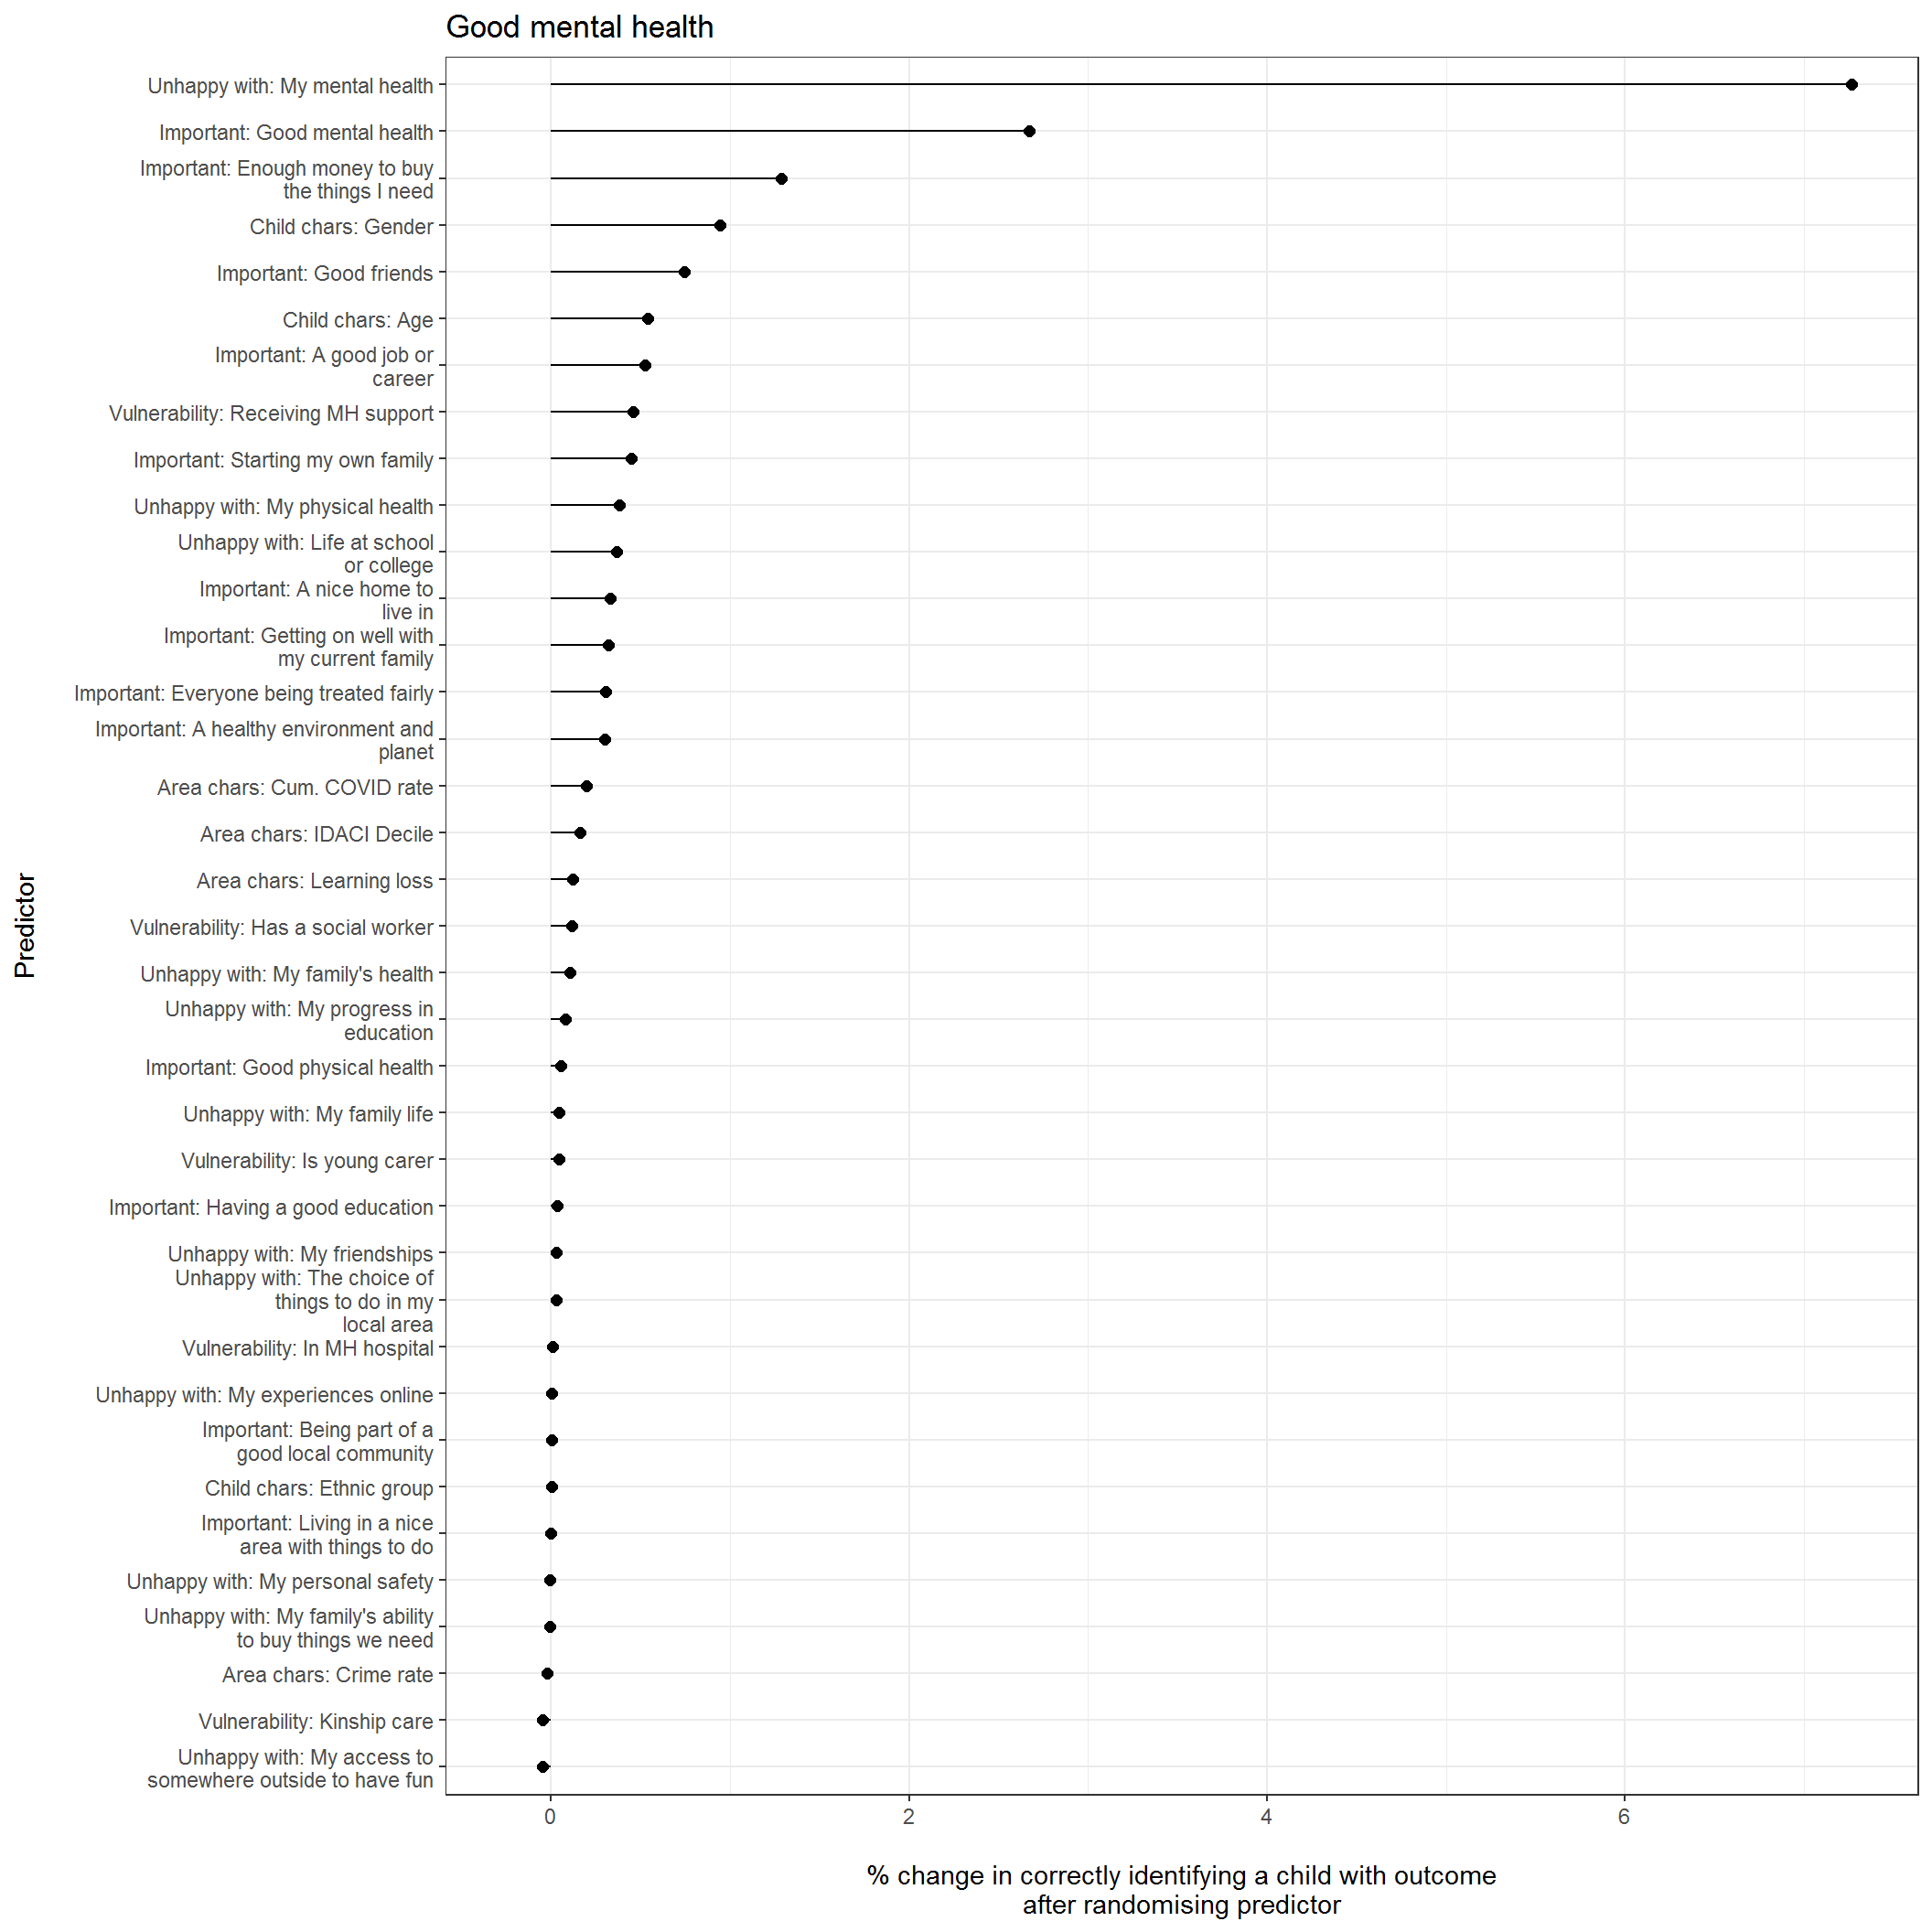 Good mental health
Unhappy with: My mental health
Important: Good mental health
Important: Enough money to buy
the things I need
Child chars: Gender
Important: Good friends
Child chars: Age
Important: A good job or
career
Vulnerability: Receiving MH support
Important: Starting my own family
Unhappy with: My physical health
Unhappy with: Life at school
or college
Important: A nice home to
live in
Important: Getting on well with
my current family
Important: Everyone being treated fairly
Important: A healthy environment and
planet
Area chars: Cum. COVID rate
Area chars: IDACI Decile
Area chars: Learning loss
Vulnerability: Has a social worker
Unhappy with: My family's health
Unhappy with: My progress in
education
Important: Good physical health
Unhappy with: My family life
Vulnerability: Is young carer
Important: Having a good education
Unhappy with: My friendships
Unhappy with: The choice of
things to do in my
local area
Vulnerability: In MH hospital
Unhappy with: My experiences online
Important: Being part of a
good local community
Child chars: Ethnic group
Important: Living in a nice
area with things to do
Unhappy with: My personal safety
Unhappy with: My family's ability
to buy things we need
Area chars: Crime rate
Vulnerability: Kinship care
Unhappy with: My access to
somewhere outside to have fun
Predictor
0 2 4 6
% change in correctly identifying a child with outcome
after randomising predictor